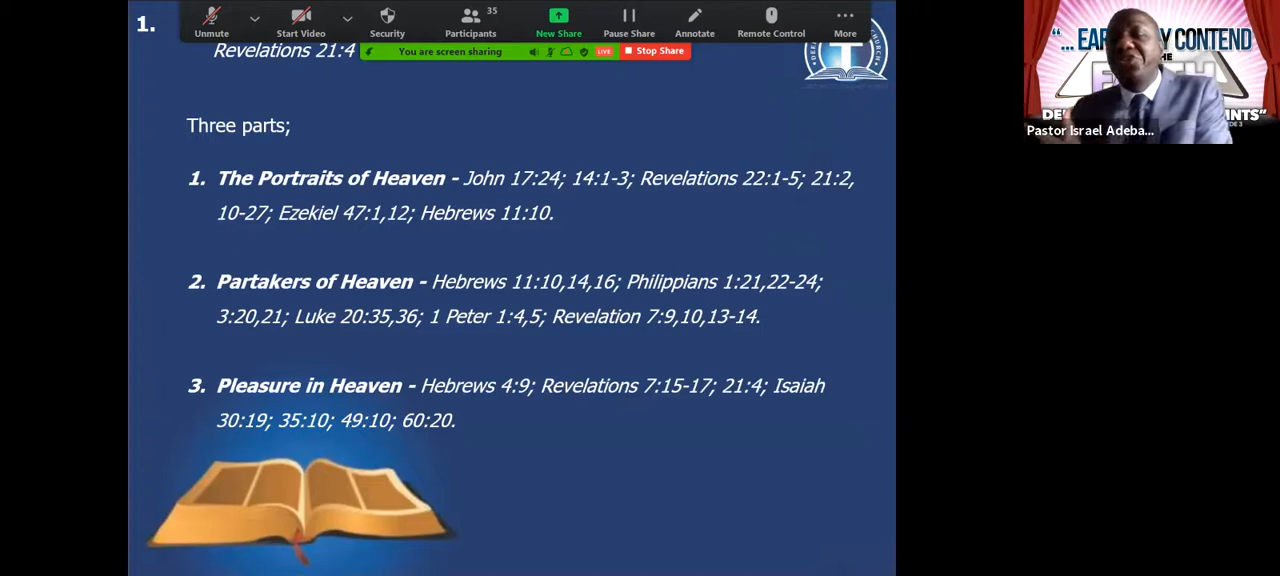 1.
Unmute
Start Video
Security
Participants
35
New Share
Pause Share
Annotate
Remote Control
More
You are screen sharing
LIVE
Stop Share
Revelations 21:4
CHURCH
"... EAR
Y CONTEND
HE
INTS"
Pastor Israel Adeba...
Three parts;
1. The Portraits of Heaven - John 17:24; 14:1-3; Revelations 22:1-5; 21:2,
10-27; Ezekiel 47:1,12; Hebrews 11:10.
2. Partakers of Heaven - Hebrews 11:10,14,16; Philippians 1:21,22-24;
3:20,21; Luke 20:35,36; 1 Peter 1:4,5; Revelation 7:9,10,13-14.
3. Pleasure in Heaven - Hebrews 4:9; Revelations 7:15-17; 21:4; Isaiah
30:19; 35:10; 49:10; 60:20.